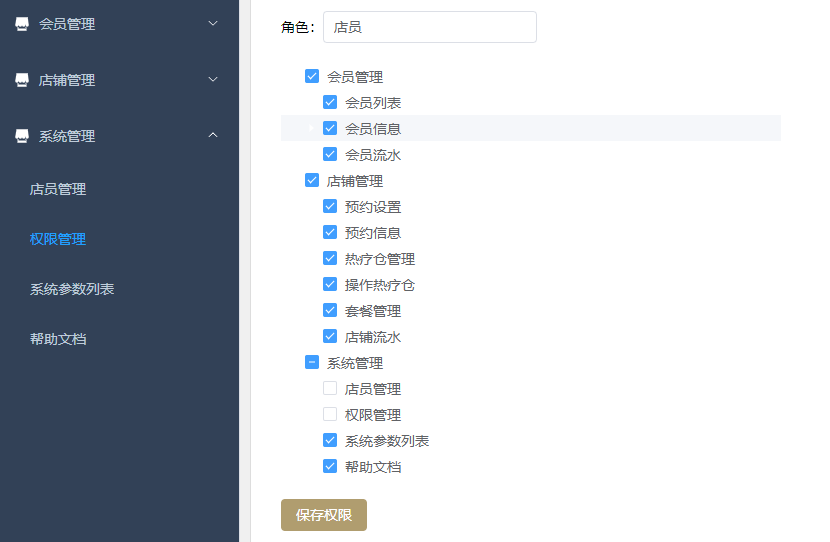 会员管理
店铺管理
系统管理
店员管理
权限管理
系统参数列表
帮助文档
角色：店员
会员管理
会员列表
会员信息
会员流水
店铺管理
预约设置
预约信息
热疗仓管理
操作热疗仓
套餐管理
店铺流水
系统管理
店员管理
权限管理
系统参数列表
帮助文档
保存权限